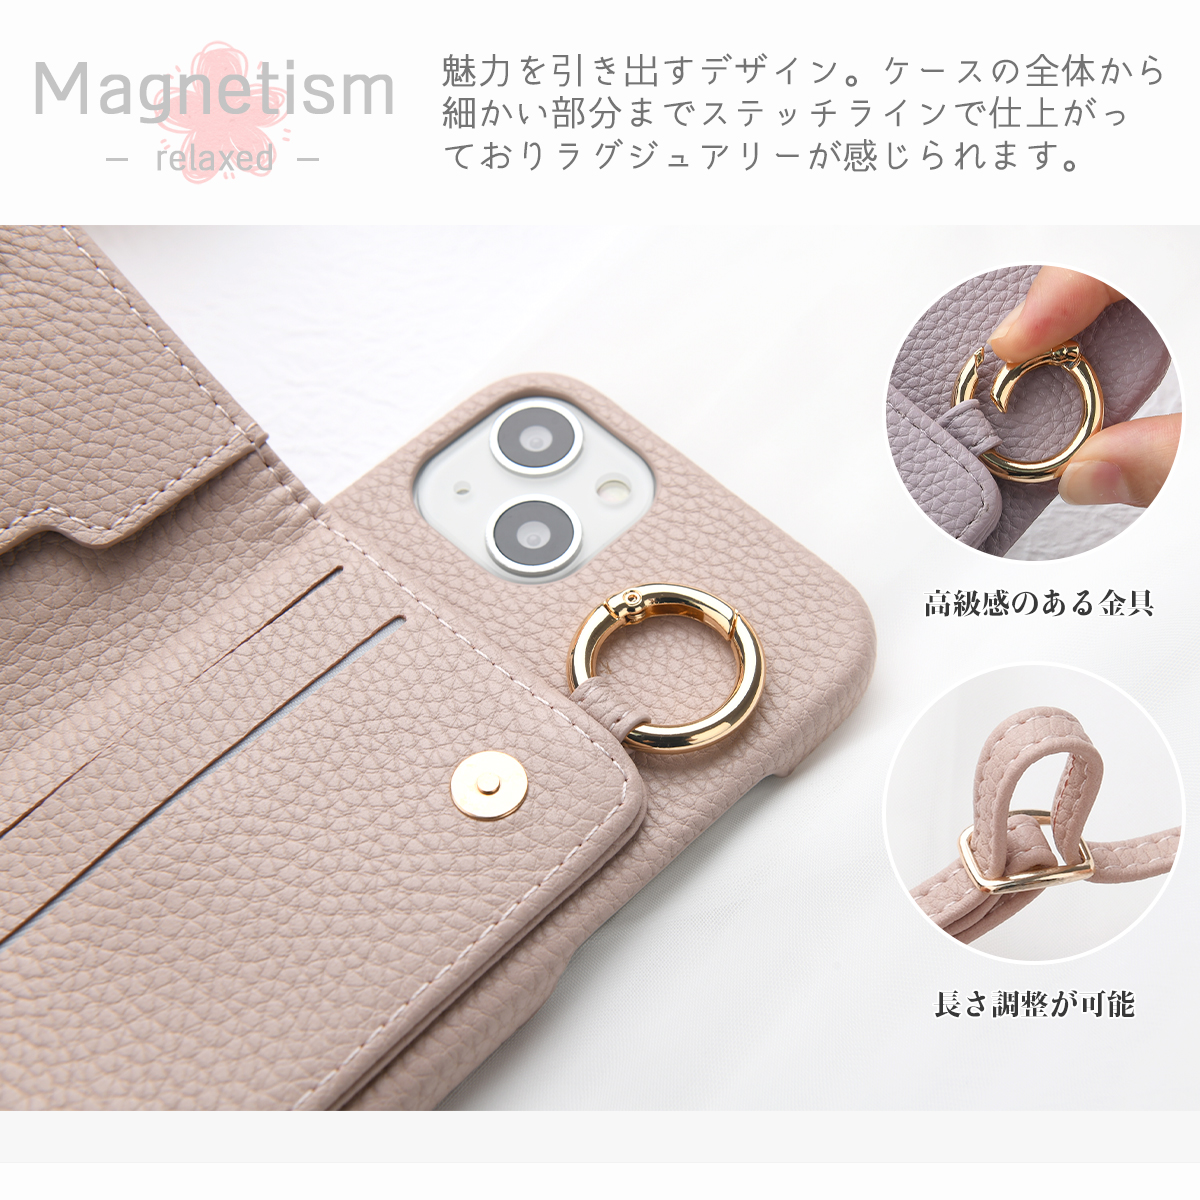 Magnetism
– relaxed –
魅力を引き出すデザイン。ケースの全体から
細かい部分までステッチラインで仕上がっ
ておりラグジュアリーが感じられます。
高級感のある金具
長さ調整が可能